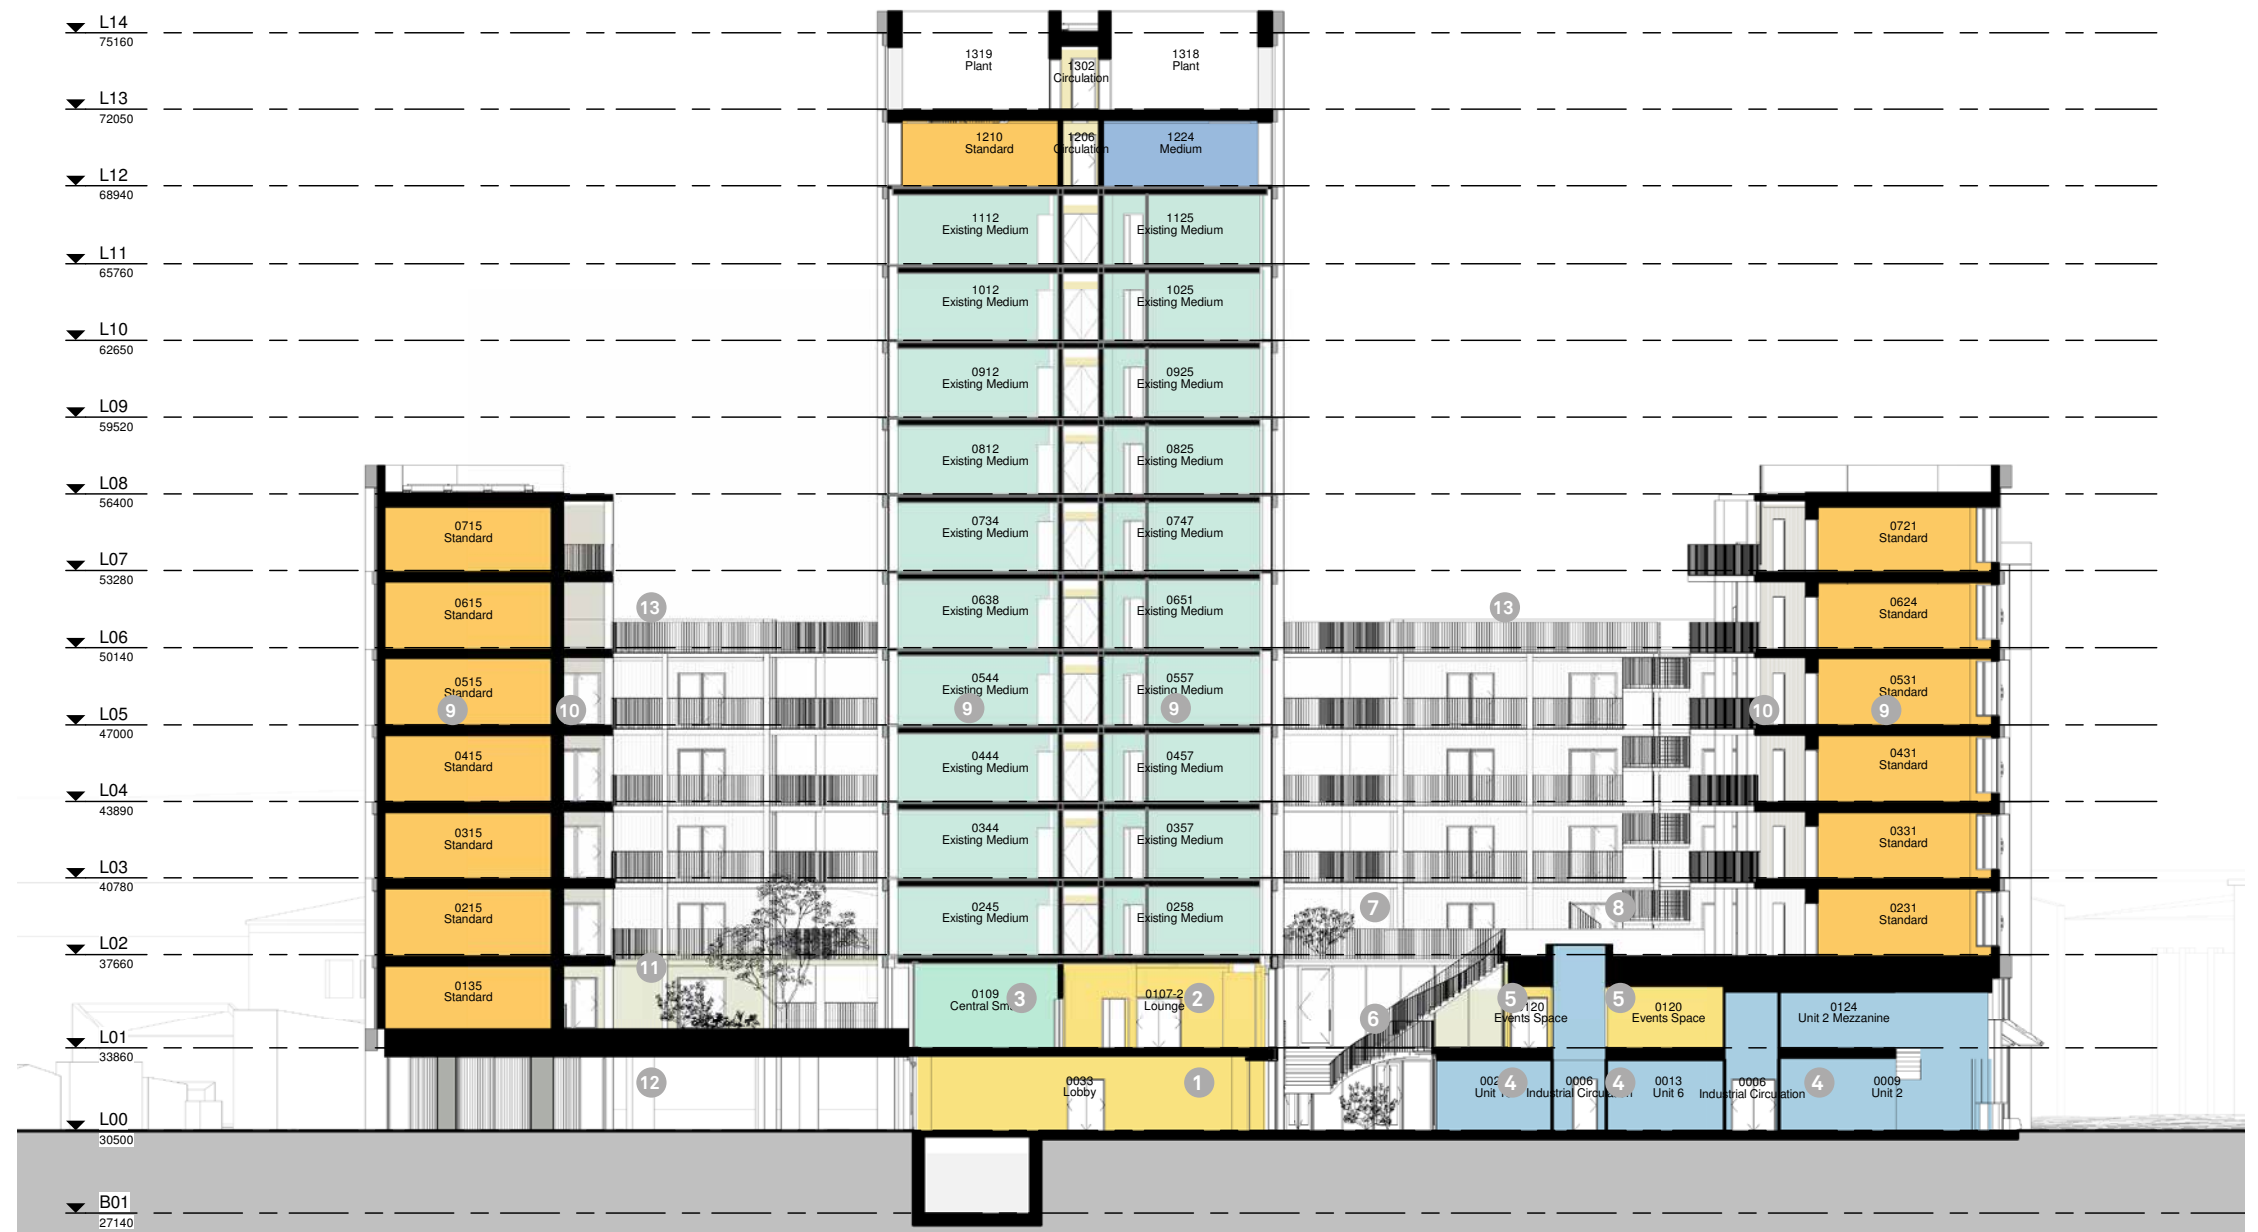 L14
75160
1319
Plant
1302
Circulation
1318
Plant
L13
72050
1210
Standard
1206
Circulation
1224
Medium
L12
68940
1112
Existing Medium
1125
Existing Medium
L11
65760
1012
Existing Medium
1025
Existing Medium
L10
62650
0912
Existing Medium
0925
Existing Medium
L09
59520
0812
Existing Medium
0825
Existing Medium
L08
56400
0715
Standard
0734
Existing Medium
0747
Existing Medium
0721
Standard
L07
53280
0615
Standard
13
0638
Existing Medium
0651
Existing Medium
13
0624
Standard
L06
50140
0515
Standard
9
10
0544
Existing Medium
9
0557
Existing Medium
9
10
0531
Standard
9
L05
47000
0415
Standard
0444
Existing Medium
0457
Existing Medium
0431
Standard
L04
43890
0315
Standard
0344
Existing Medium
0357
Existing Medium
0331
Standard
L03
40780
0215
Standard
0245
Existing Medium
0258
Existing Medium
7
8
0231
Standard
L02
37660
11
0135
Standard
0109
Central
3
0107-2
Lounge
2
6
5
Events Space
5
0120
Events Space
0124
Unit 2 Mezzanine
L01
33860
12
0033
Lobby
1
Unit
4
0006
Industrial
4
0013
Unit 6
0006
Industrial Circulation
4
0009
Unit 2
L00
30500
B01
27140